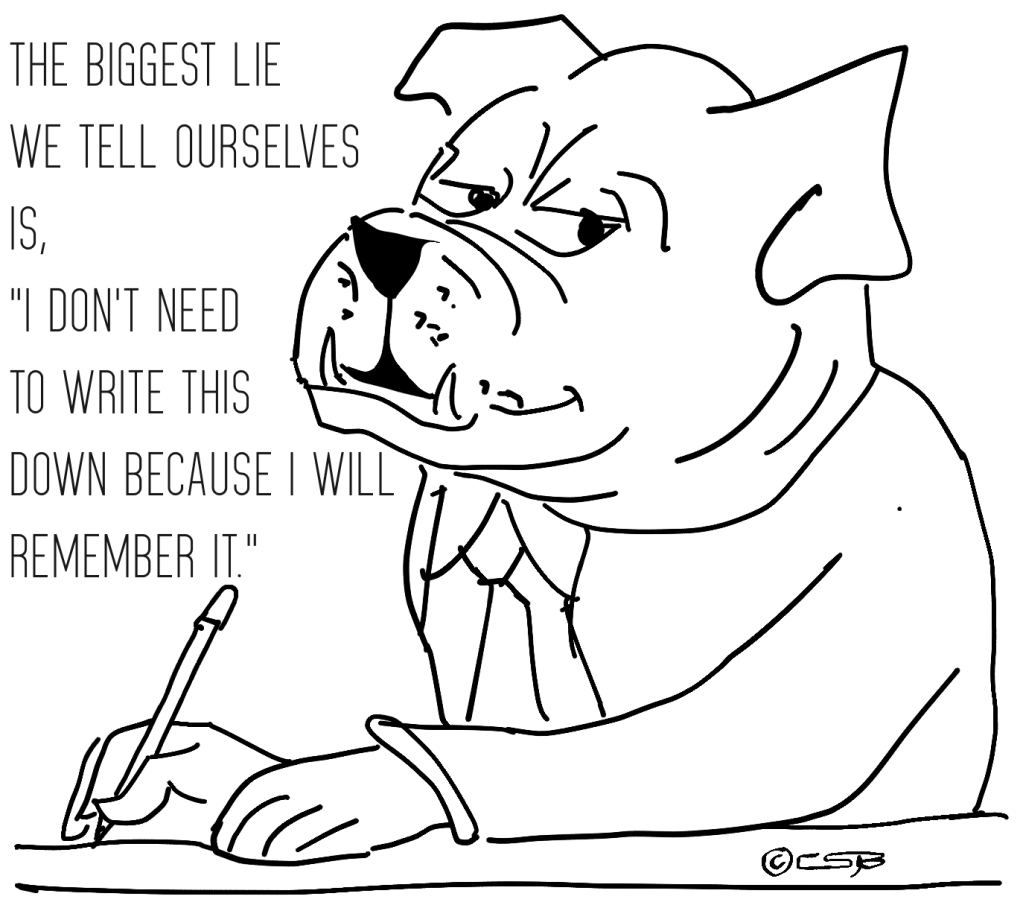 THE BIGGEST LIE
WE TELL OURSELVES
IS,
"I DON'T NEED
TO WRITE THIS
DOWN BECAUSE I WILL
REMEMBER IT."
©CSB